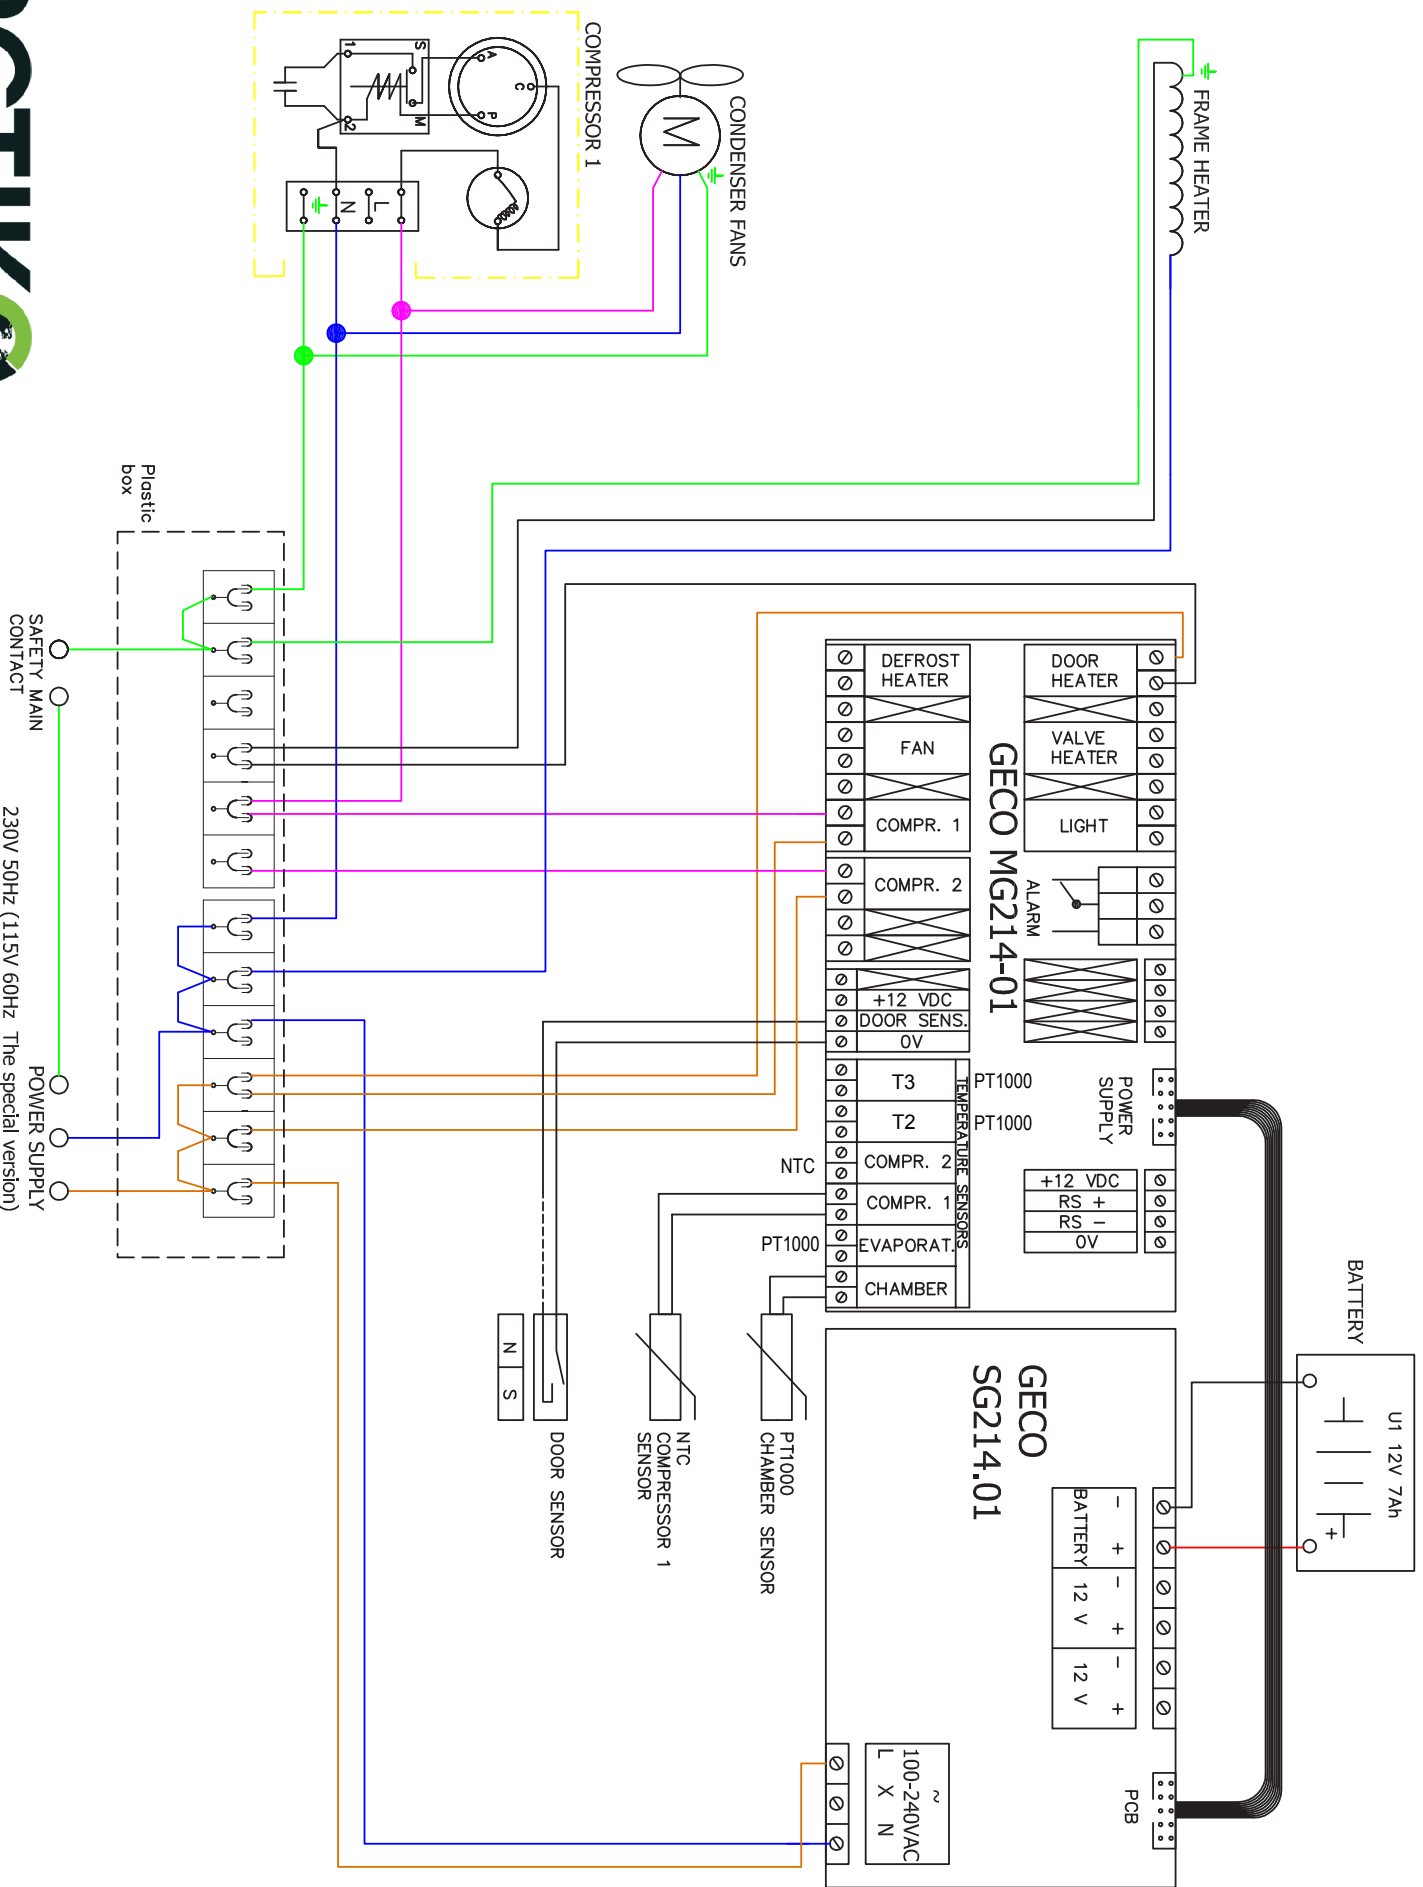 FRAME HEATER
COMPRESSOR 1
CONDENSER FANS
M
A
C
P
S
M
1
2
N
L
Plastic
box
SAFETY MAIN
CONTACT
230V 50Hz (115V 60Hz The special version)
POWER SUPPLY
GECO MG214-01
DEFROST
HEATER
FAN
COMPR. 1
COMPR. 2
+12 VDC
DOOR SENS.
0V
T3
T2
COMPR. 2
COMPR. 1
EVAPORAT.
CHAMBER
TEMPERATURE SENSORS
PT1000
PT1000
NTC
PT1000
DOOR
HEATER
VALVE
HEATER
LIGHT
ALARM
POWER
SUPPLY
+12 VDC
RS +
RS -
0V
BATTERY
U1 12V 7Ah
+
GECO
SG214.01
- +
BATTERY
- +
12 V
- +
12 V
PCB
~
100-240VAC
L X N
PT1000
CHAMBER SENSOR
NTC
COMPRESSOR 1
SENSOR
DOOR SENSOR
N S